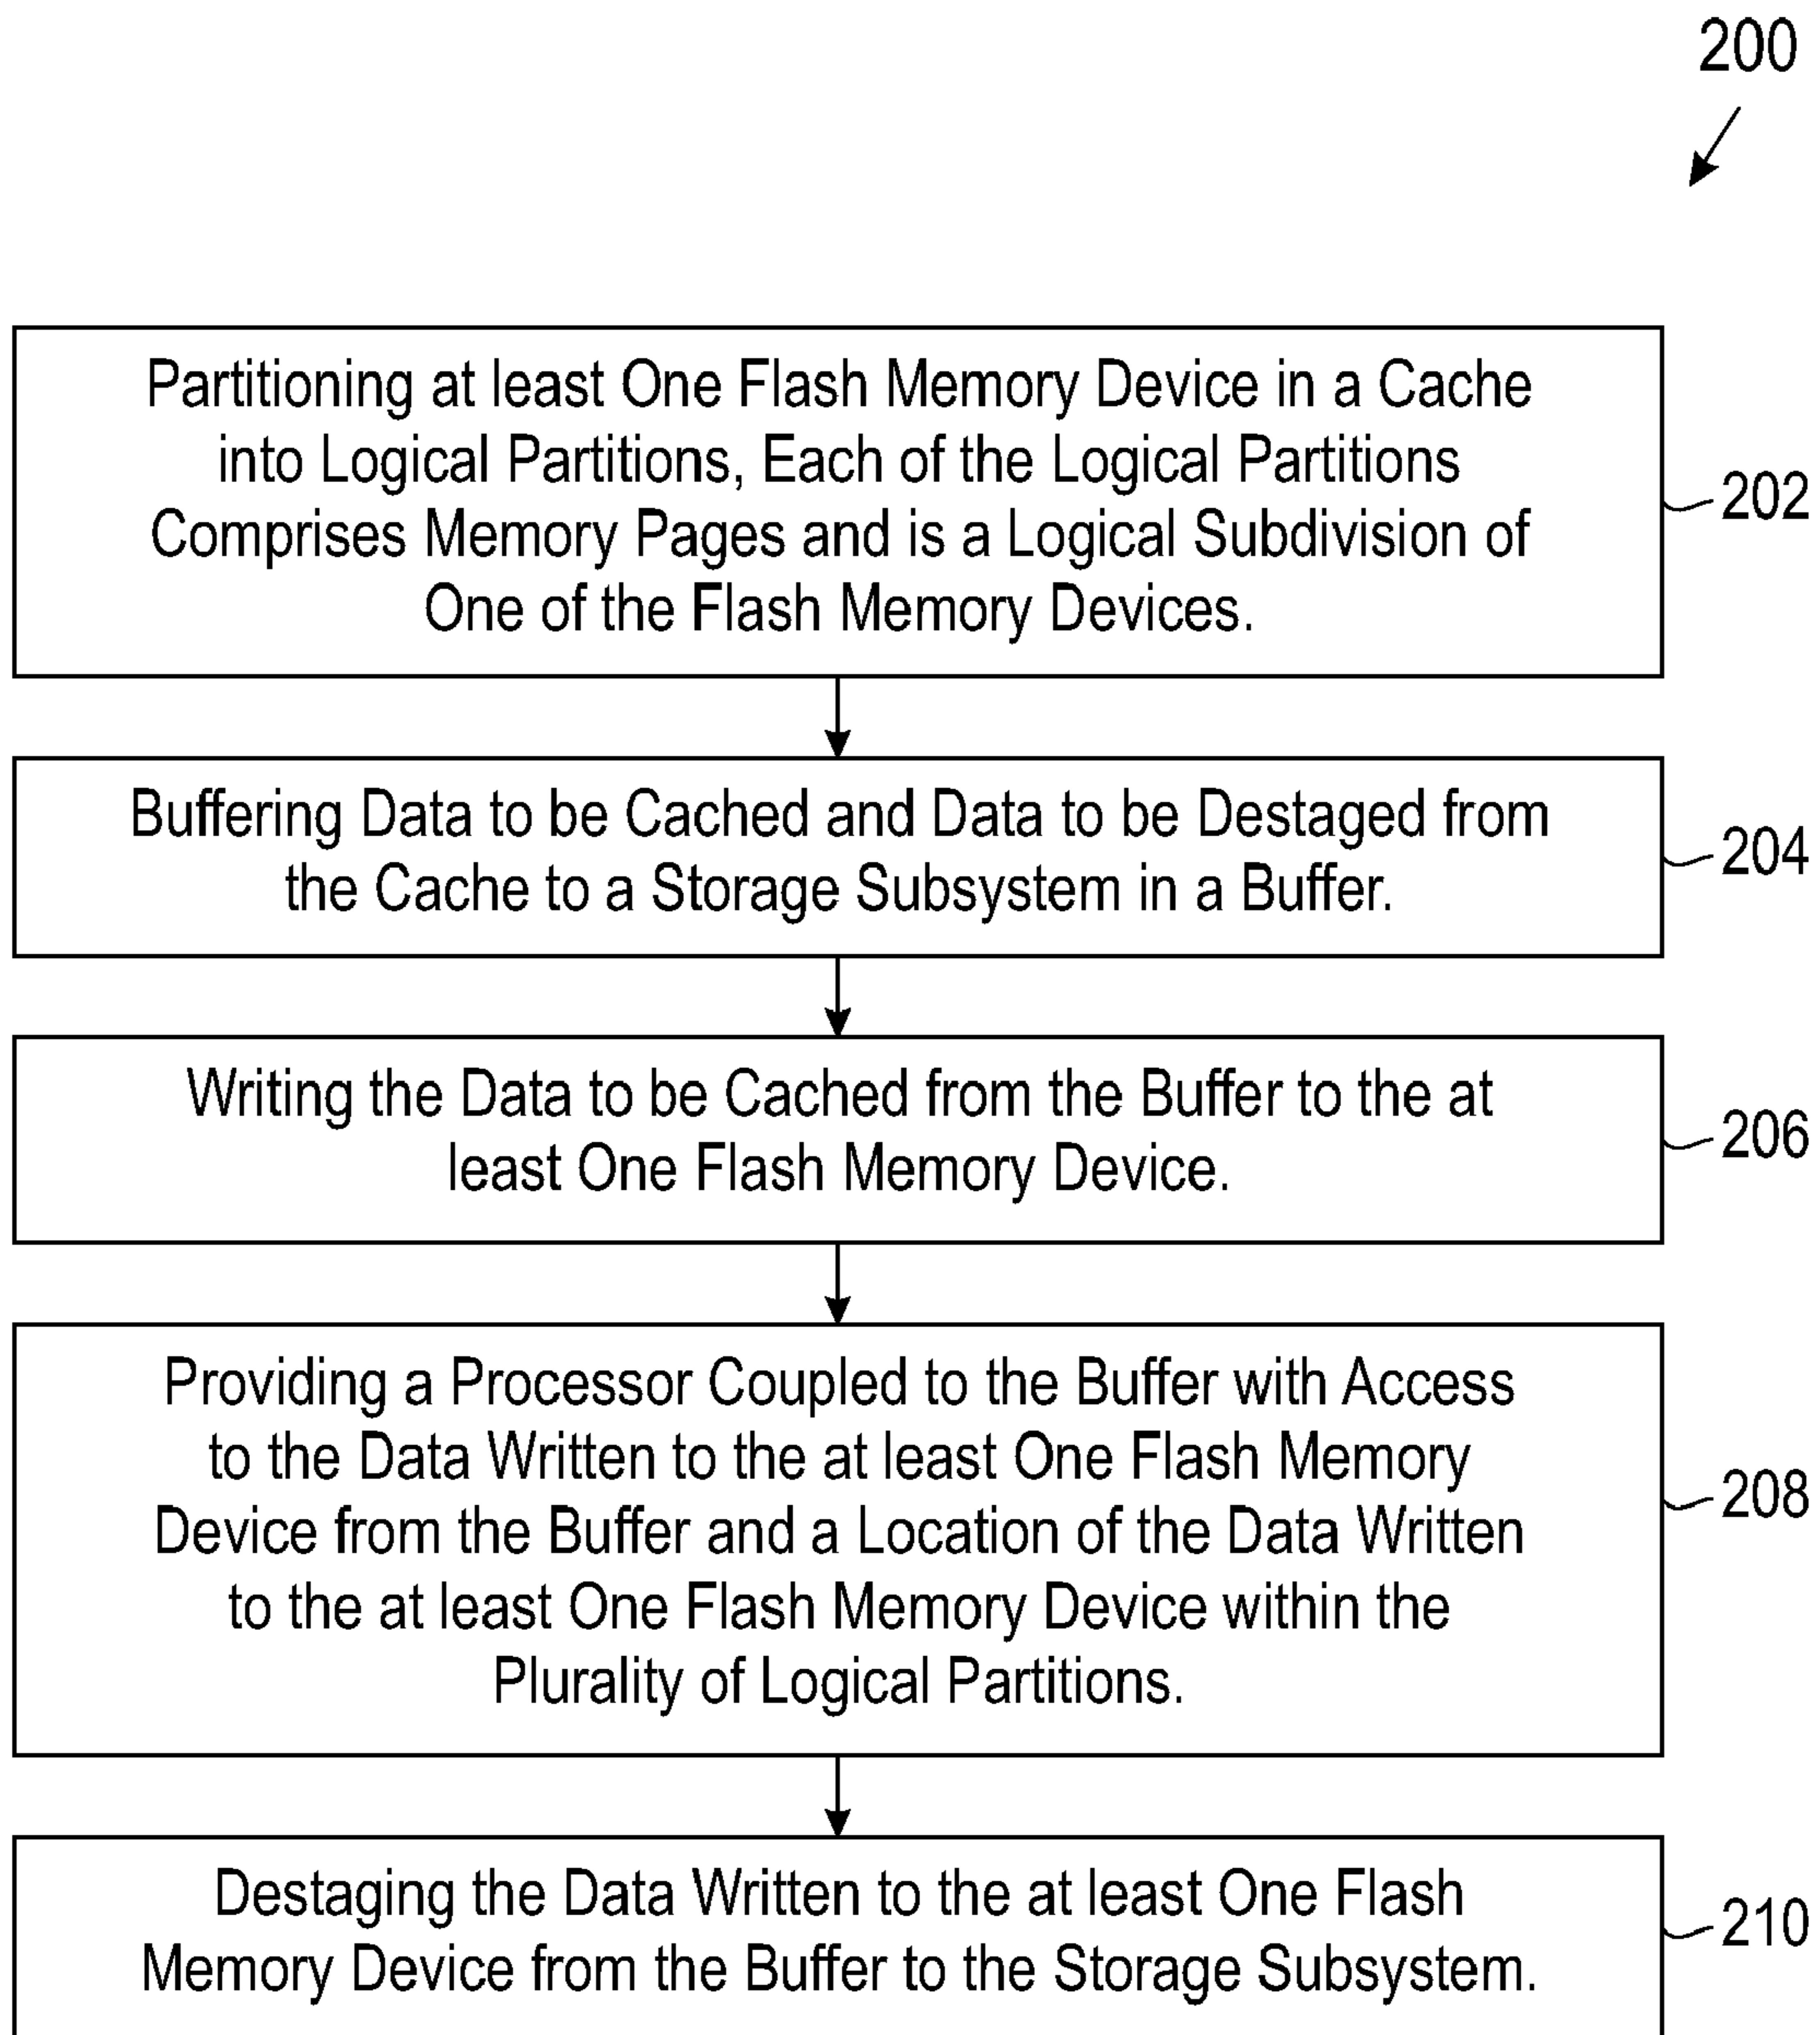 200
Partitioning at least One Flash Memory Device in a Cache
into Logical Partitions, Each of the Logical Partitions
Comprises Memory Pages and is a Logical Subdivision of
One of the Flash Memory Devices.
202
Buffering Data to be Cached and Data to be Destaged from
the Cache to a Storage Subsystem in a Buffer.
204
Writing the Data to be Cached from the Buffer to the at
least One Flash Memory Device.
206
Providing a Processor Coupled to the Buffer with Access
to the Data Written to the at least One Flash Memory
Device from the Buffer and a Location of the Data Written
to the at least One Flash Memory Device within the
Plurality of Logical Partitions.
208
Destaging the Data Written to the at least One Flash
Memory Device from the Buffer to the Storage Subsystem.
210